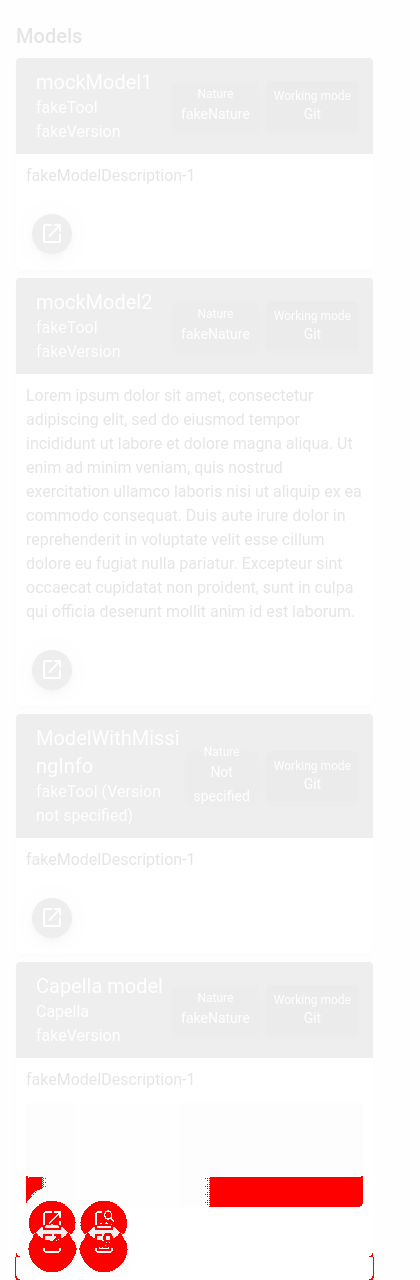 Models
mockModel1
fakeTool
fakeVersion
Nature
fakeNature
Working mode
Git
fakeModelDescription-1
mockModel2
fakeTool
fakeVersion
Nature
fakeNature
Working mode
Git
Lorem ipsum dolor sit amet, consectetur
adipiscing elit, sed do eiusmod tempor
incididunt ut labore et dolore magna aliqua. Ut
enim ad minim veniam, quis nostrud
exercitation ullamco laboris nisi ut aliquip ex ea
commodo consequat. Duis aute irure dolor in
reprehenderit in voluptate velit esse cillum
dolore eu fugiat nulla pariatur. Excepteur sint
occaecat cupidatat non proident, sunt in culpa
qui officia deserunt mollit anim id est laborum.
ModelWithMissi
ngInfo
fakeTool (Version
not specified)
Nature
Not
specified
Working mode
Git
fakeModelDescription-1
Capella model
Capella
fakeVersion
Nature
fakeNature
Working mode
Git
fakeModelDescription-1